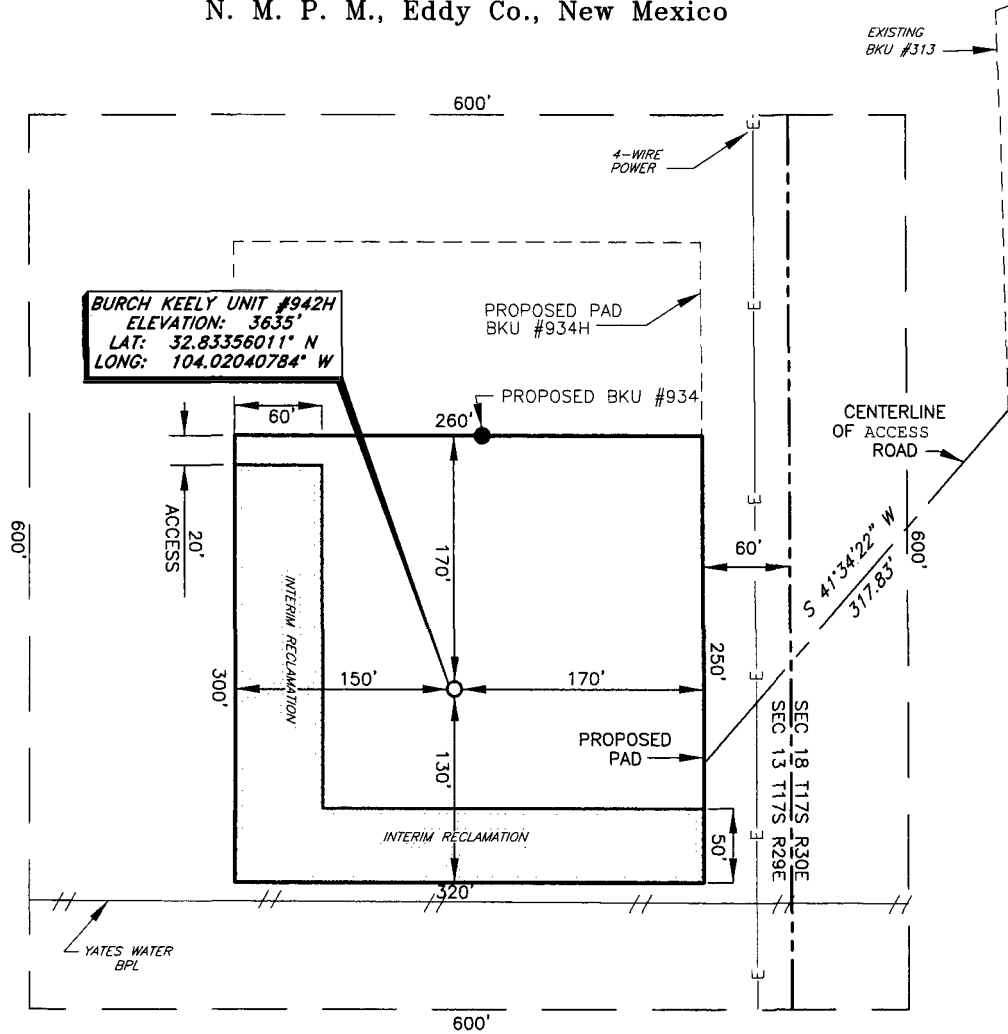 N. M. P. M., Eddy Co., New Mexico
EXISTING
BKU #313
600'
4-WIRE
POWER
E
BURCH KEELY UNIT #942H
ELEVATION: 3635'
LAT: 32.83356011° N
LONG: 104.02040784° W
PROPOSED PAD
BKU #934H
E
PROPOSED BKU #934
60'
260'
CENTERLINE
OF ACCESS
ROAD
20'
ACCESS
E
600'
170'
60'
600'
S 41°34'22" W
317.83'
INTERIM RECLAMATION
300'
150'
170'
250'
E
PROPOSED
PAD
130'
SEC 18 T17S R30E
SEC 13 T17S R29E
INTERIM RECLAMATION
50'
E
320'
YATES WATER
BPL
E
600'